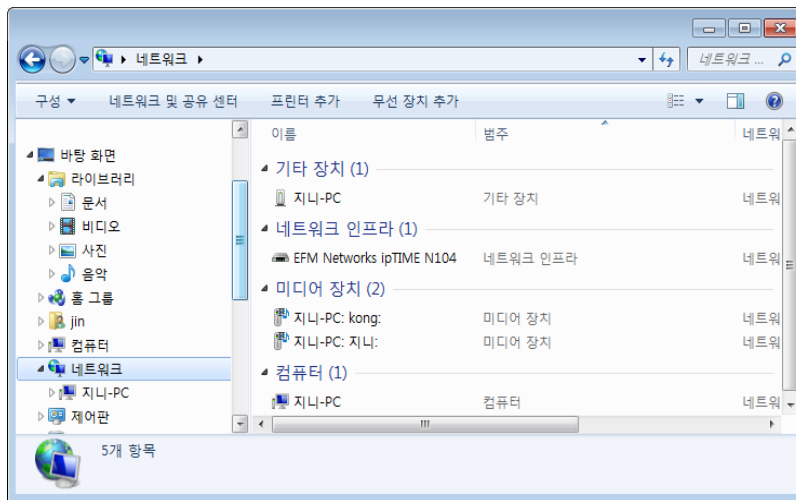 네트워크
네트워크 ...
구성 네트워크 및 공유 센터 프린터 추가 무선 장치 추가
바탕 화면
라이브러리
문서
비디오
사진
음악
홈 그룹
jin
컴퓨터
네트워크
지니-PC
제어판
이름 범주 네트워
기타 장치 (1)
지니-PC 기타 장치 네트워
네트워크 인프라 (1)
EFM Networks ipTIME N104 네트워크 인프라 네트워
미디어 장치 (2)
지니-PC: kong: 미디어 장치 네트워
지니-PC: 지니: 미디어 장치 네트워
컴퓨터 (1)
지니-PC 컴퓨터 네트워
5개 항목